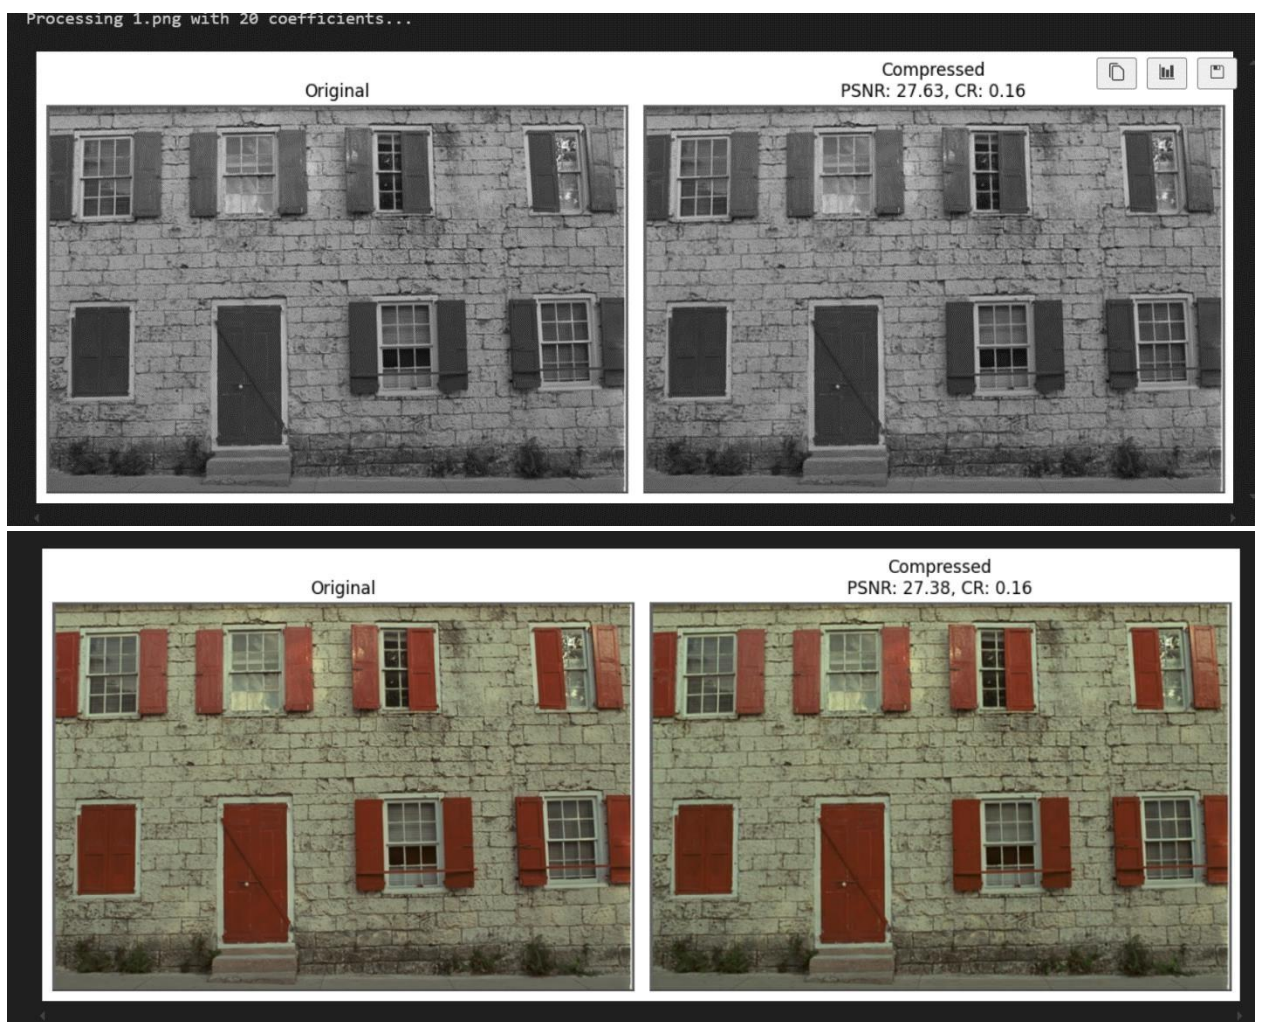 Processing 1.png with 20 coefficients...
Original
Compressed
PSNR: 27.63, CR: 0.16
Original
Compressed
PSNR: 27.38, CR: 0.16